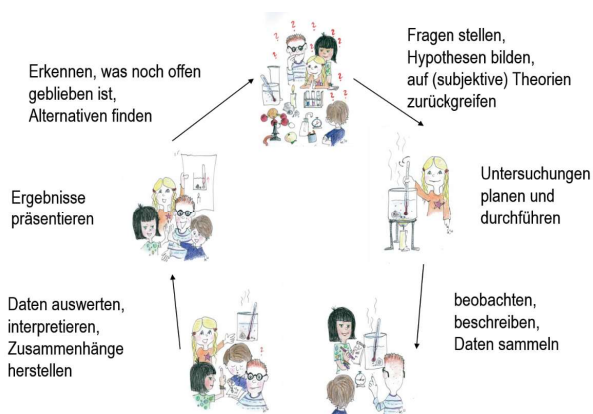 Fragen stellen,
Hypothesen bilden,
auf (subjektive) Theorien
zurückgreifen
Untersuchungen
planen und
durchführen
beobachten,
beschreiben,
Daten sammeln
Daten auswerten,
interpretieren,
Zusammenhänge
herstellen
Ergebnisse
präsentieren
Erkennen, was noch offen
geblieben ist,
Alternativen finden